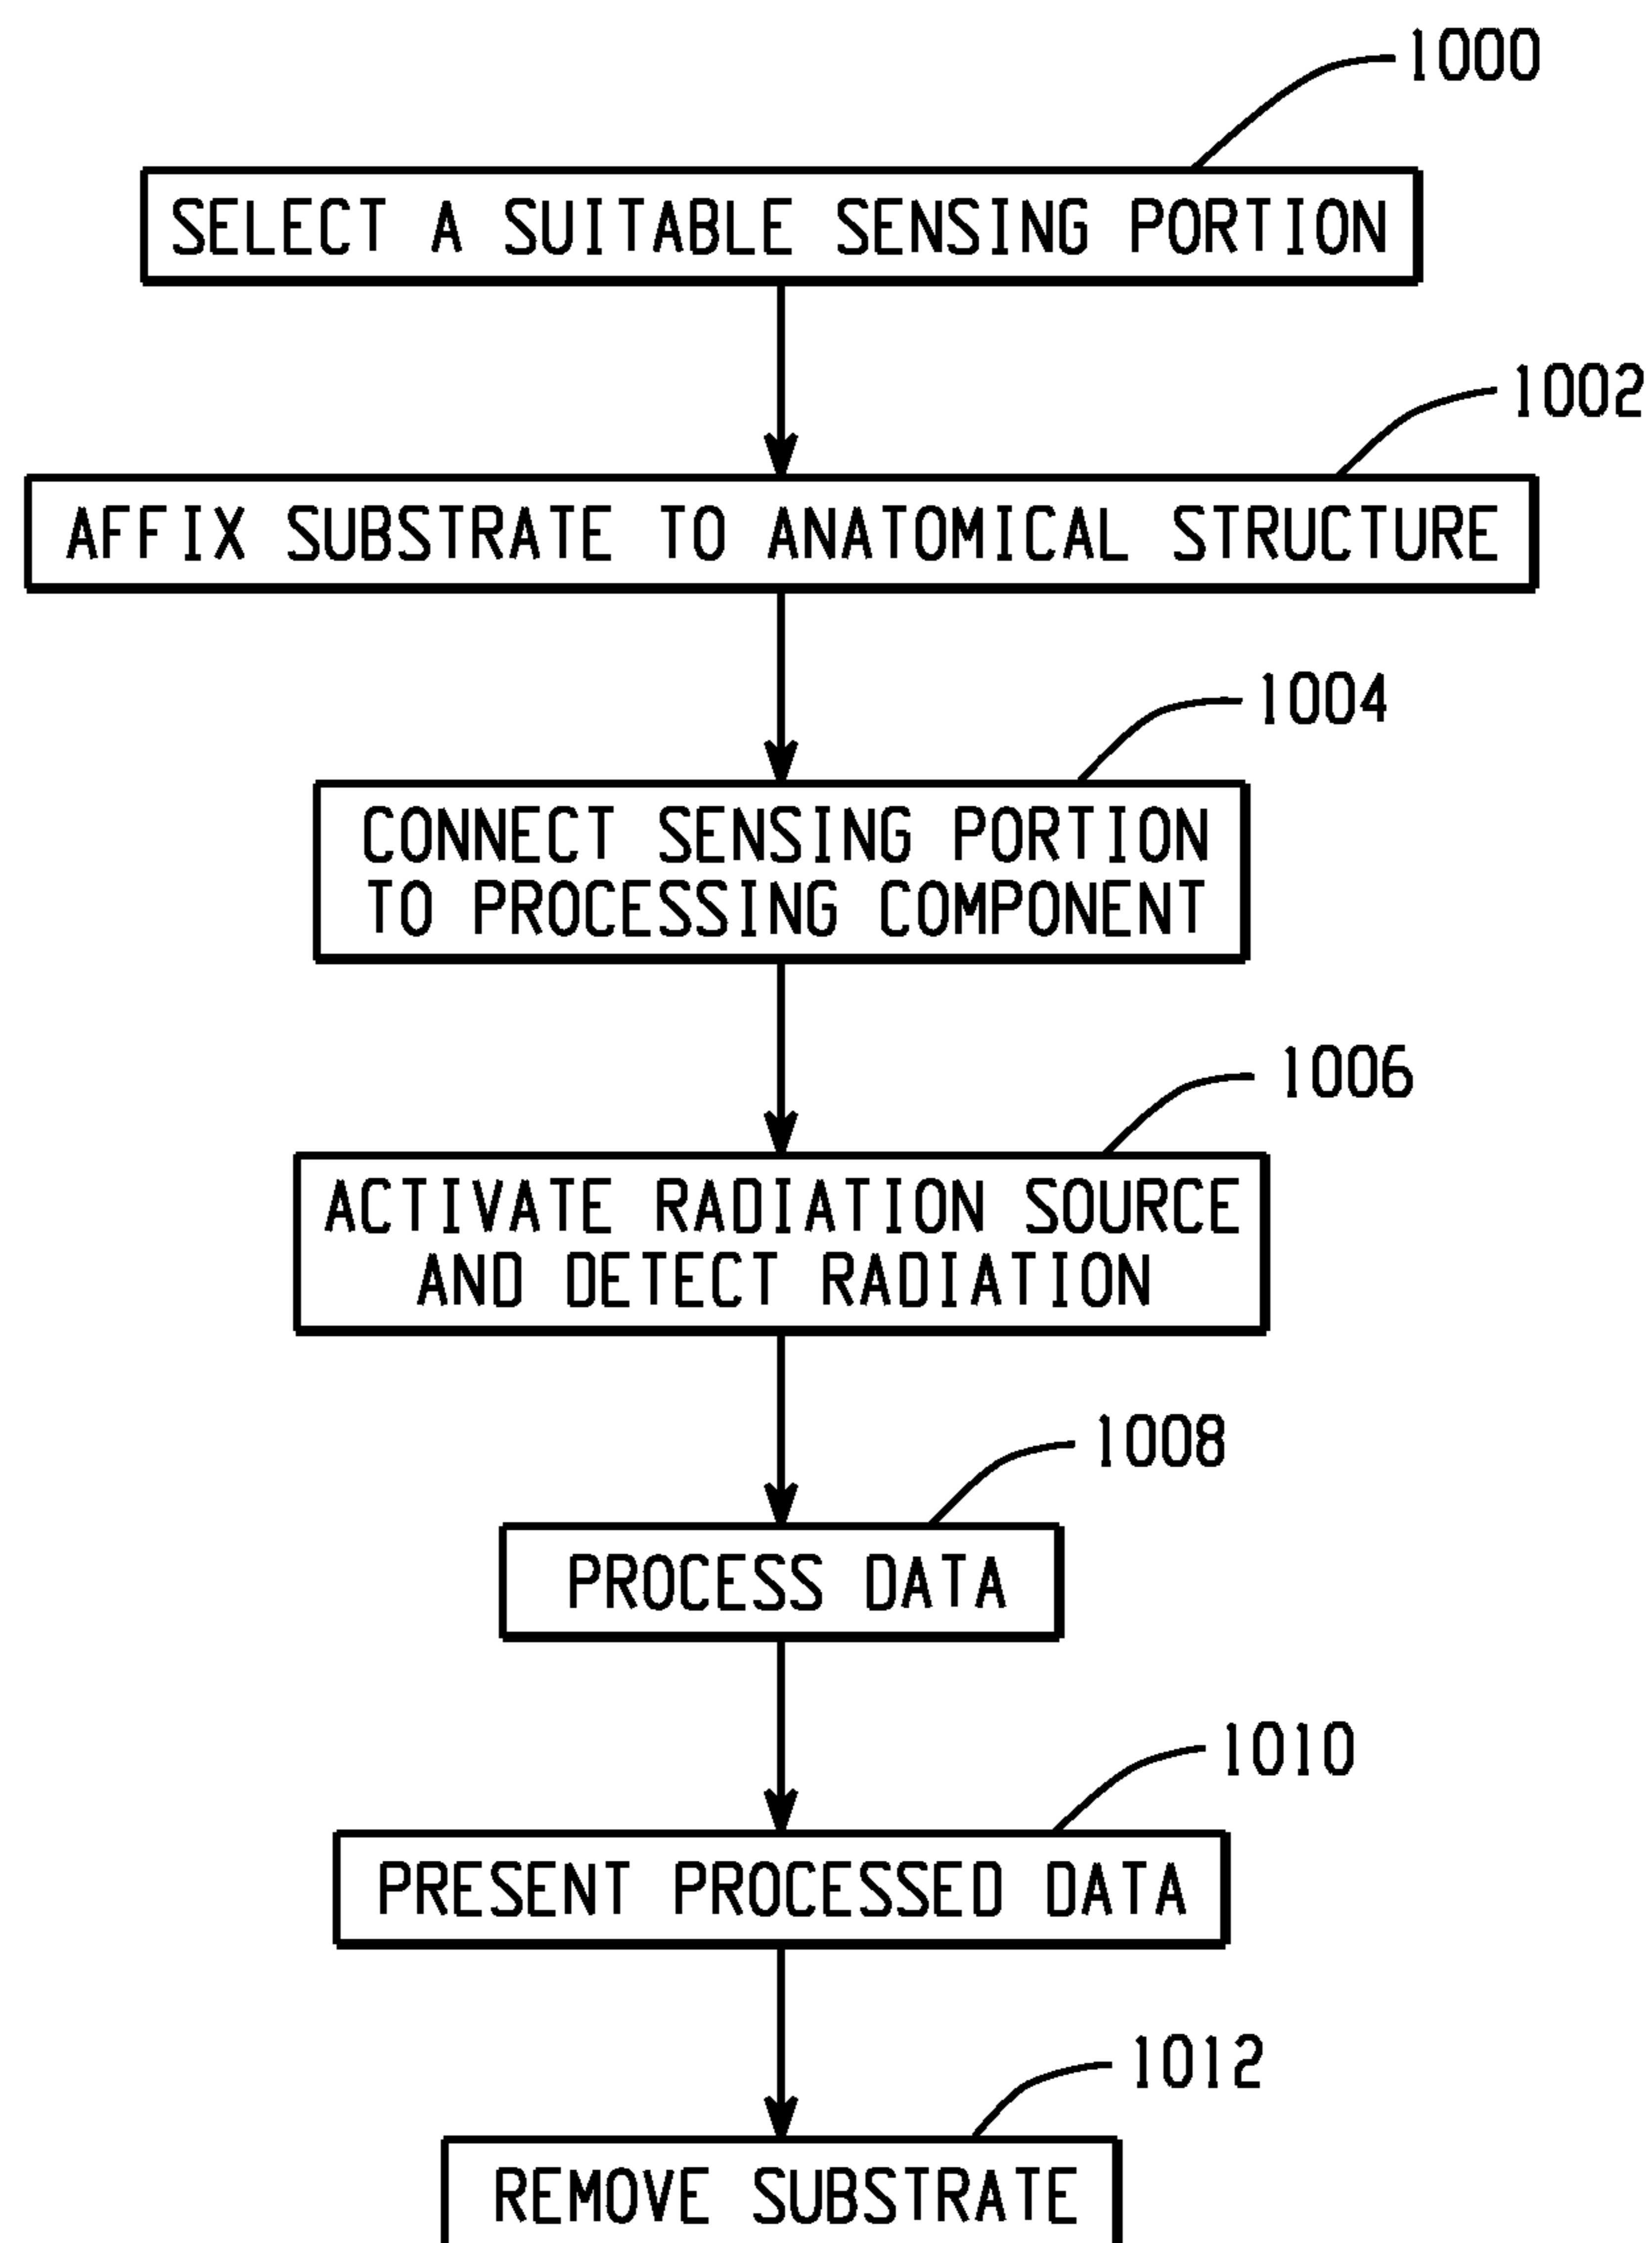 1000
SELECT A SUITABLE SENSING PORTION
1002
AFFIX SUBSTRATE TO ANATOMICAL STRUCTURE
1004
CONNECT SENSING PORTION
TO PROCESSING COMPONENT
1006
ACTIVATE RADIATION SOURCE
AND DETECT RADIATION
1008
PROCESS DATA
1010
PRESENT PROCESSED DATA
1012
REMOVE SUBSTRATE